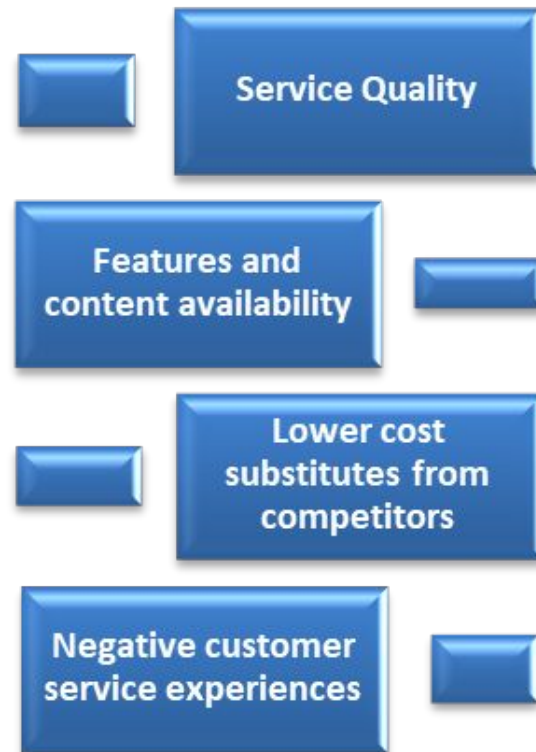 Service Quality
Features and
content availability
Lower cost
substitutes from
competitors
Negative customer
service experiences